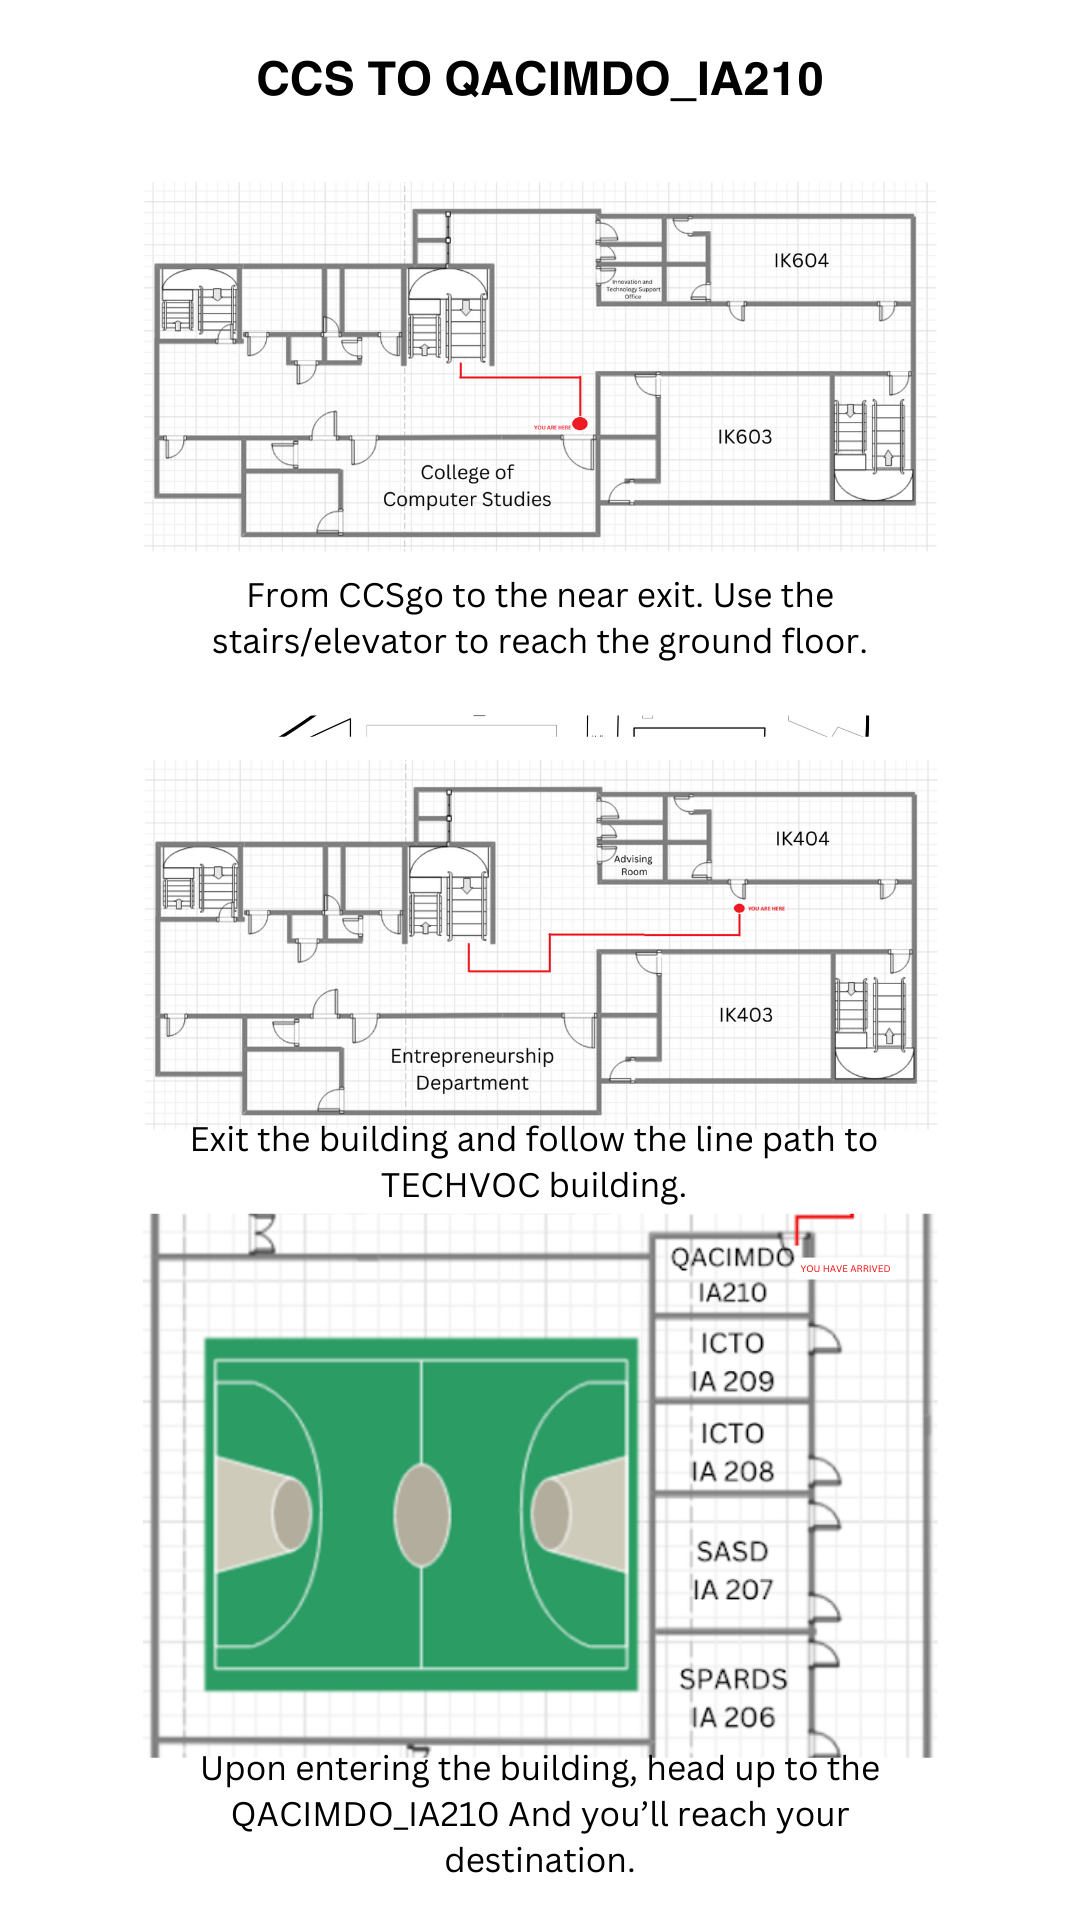 CCS TO QACIMDO_IA210
IK604
Innovation and
Technology Support
Office
YOU ARE HERE
IK603
College of
Computer Studies
From CCSgo to the near exit. Use the
stairs/elevator to reach the ground floor.
IK404
Advising
Room
YOU ARE HERE
IK403
Entrepreneurship
Department
Exit the building and follow the line path to
TECHVOC building.
QACIMDO
IA210
YOU HAVE ARRIVED
ICTO
IA 209
ICTO
IA 208
SASD
IA 207
SPARDS
IA 206
Upon entering the building, head up to the
QACIMDO_IA210 And you’ll reach your
destination.